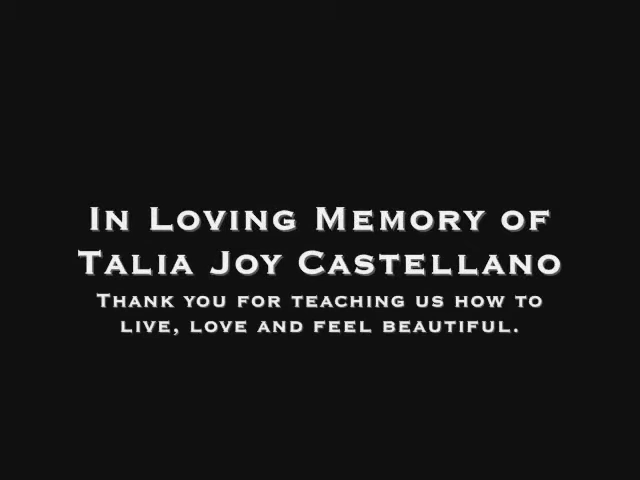 In Loving Memory of
Talia Joy Castellano
Thank you for teaching us how to
live, love and feel beautiful.